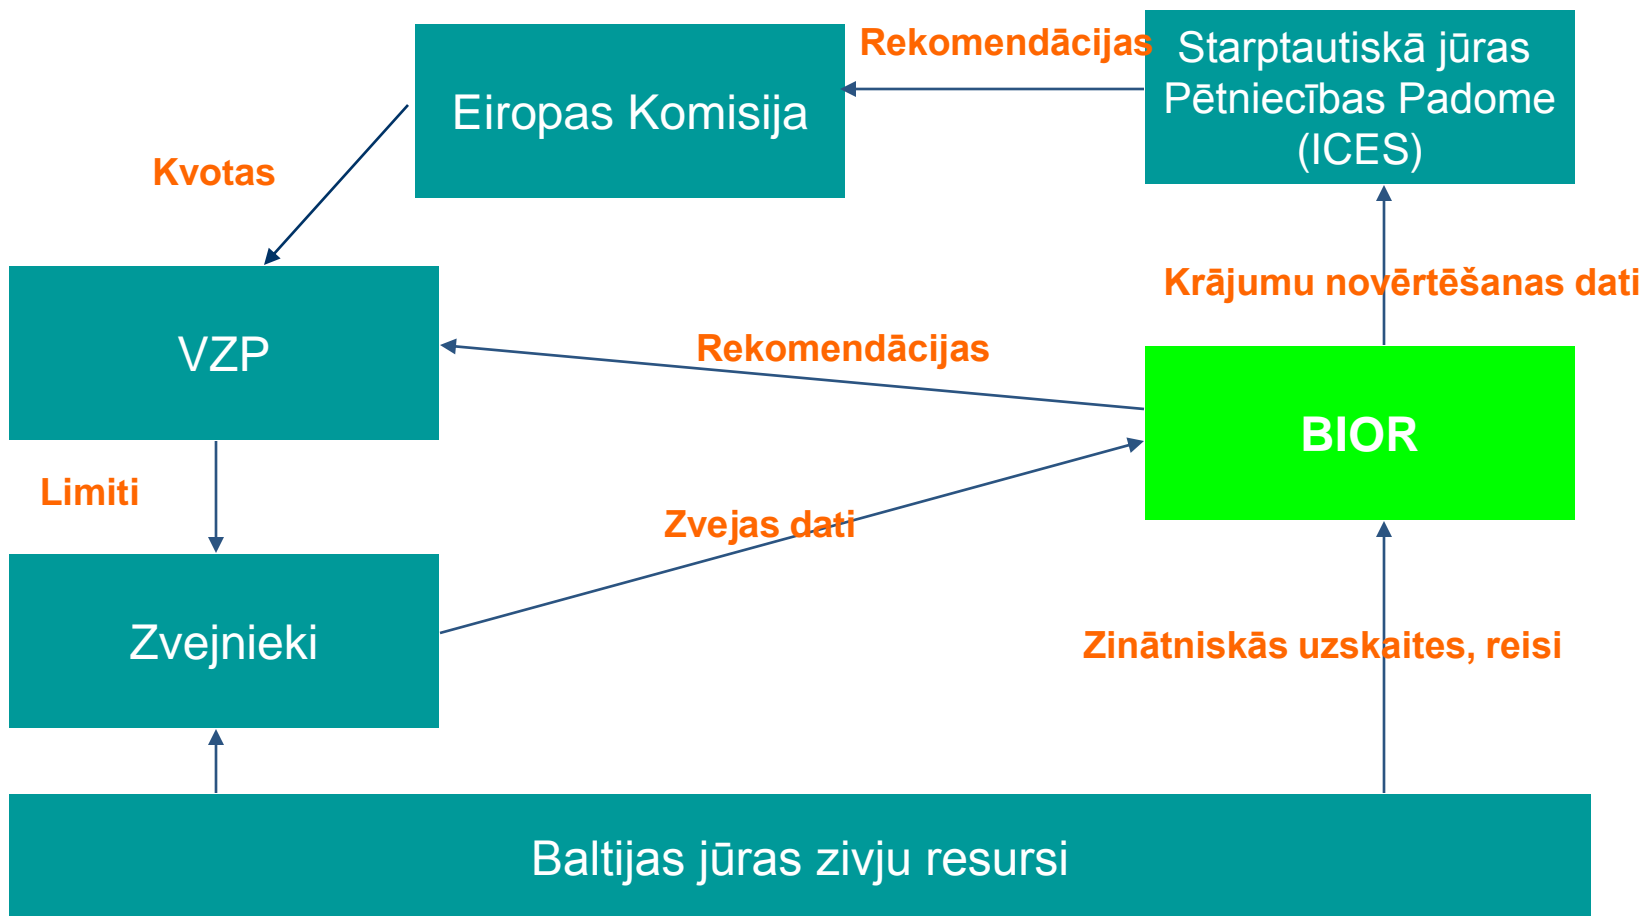 Rekomendācijas
Starptautiskā jūras
Pētniecības Padome
(ICES)
Eiropas Komisija
Kvotas
Krājumu novērtēšanas dati
VZP
Rekomendācijas
BIOR
Limiti
Zvejas dati
Zvejnieki
Zinātniskās uzskaites, reisi
Baltijas jūras zivju resursi